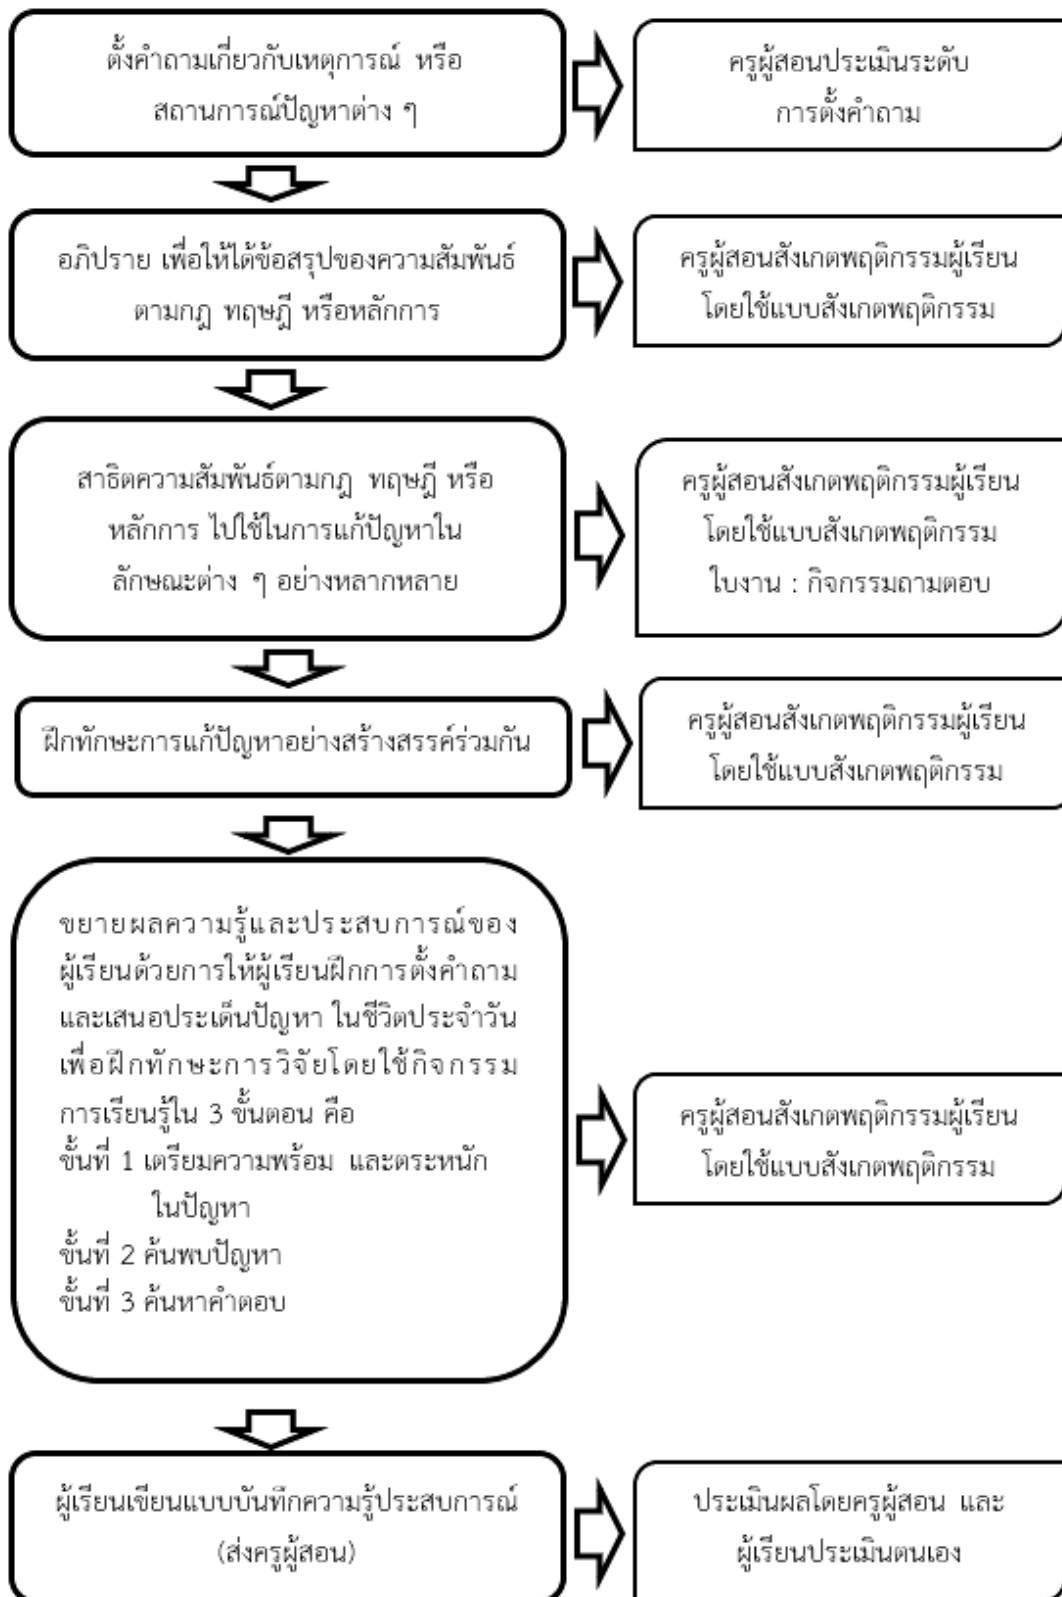 ตั้งคำถามเกี่ยวกับเหตุการณ์ หรือ
สถานการณ์ปัญหาต่าง ๆ
ครูผู้สอนประเมินระดับ
การตั้งคำถาม
อภิปราย เพื่อให้ได้ข้อสรุปของความสัมพันธ์
ตามกฎ ทฤษฎี หรือหลักการ
ครูผู้สอนสังเกตพฤติกรรมผู้เรียน
โดยใช้แบบสังเกตพฤติกรรม
สาธิตความสัมพันธ์ตามกฎ ทฤษฎี หรือ
หลักการ ไปใช้ในการแก้ปัญหาใน
ลักษณะต่าง ๆ อย่างหลากหลาย
ครูผู้สอนสังเกตพฤติกรรมผู้เรียน
โดยใช้แบบสังเกตพฤติกรรม
ใบงาน : กิจกรรมถามตอบ
ฝึกทักษะการแก้ปัญหาอย่างสร้างสรรค์ร่วมกัน
ครูผู้สอนสังเกตพฤติกรรมผู้เรียน
โดยใช้แบบสังเกตพฤติกรรม
ขยายผลความรู้และประสบการณ์ของ
ผู้เรียนด้วยการให้ผู้เรียนฝึกการตั้งคำถาม
และเสนอประเด็นปัญหา ในชีวิตประจำวัน
เพื่อฝึกทักษะการวิจัยโดยใช้กิจกรรม
การเรียนรู้ใน 3 ขั้นตอน คือ
ขั้นที่ 1 เตรียมความพร้อม และตระหนัก
ในปัญหา
ขั้นที่ 2 ค้นพบปัญหา
ขั้นที่ 3 ค้นหาคำตอบ
ครูผู้สอนสังเกตพฤติกรรมผู้เรียน
โดยใช้แบบสังเกตพฤติกรรม
ผู้เรียนเขียนแบบบันทึกความรู้ประสบการณ์
(ส่งครูผู้สอน)
ประเมินผลโดยครูผู้สอน และ
ผู้เรียนประเมินตนเอง